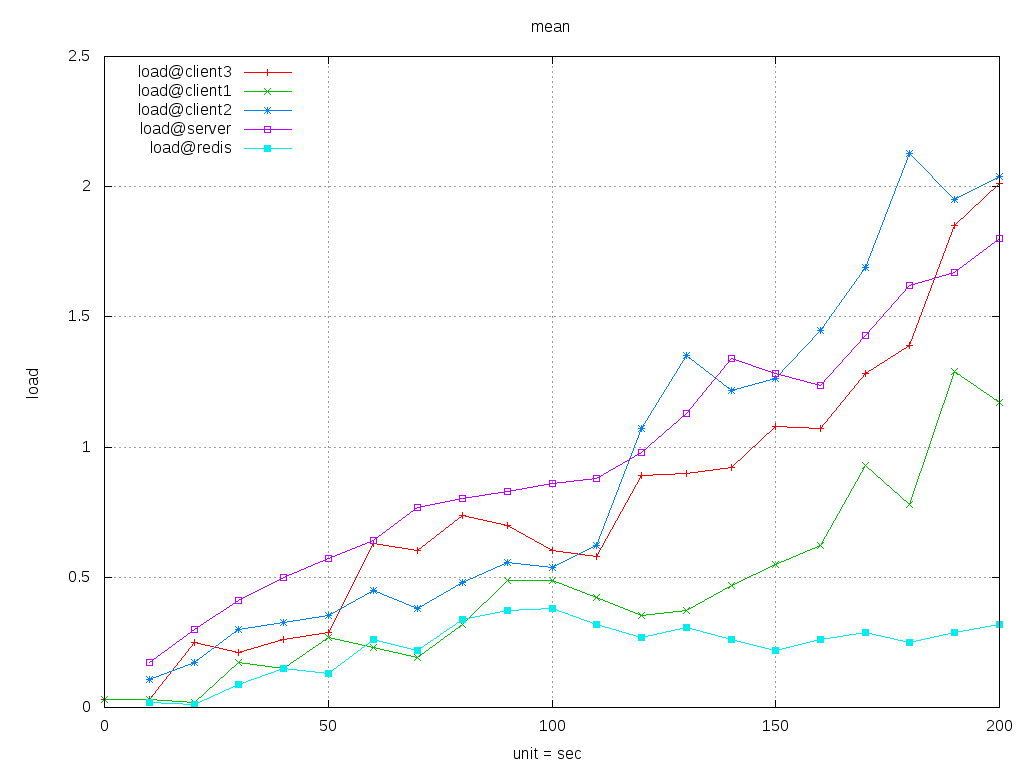 mean
2.5
load@client3
load@client1
load@client2
load@server
load@redis
2
1.5
load
1
0.5
0
0 50 100 150 200
unit = sec